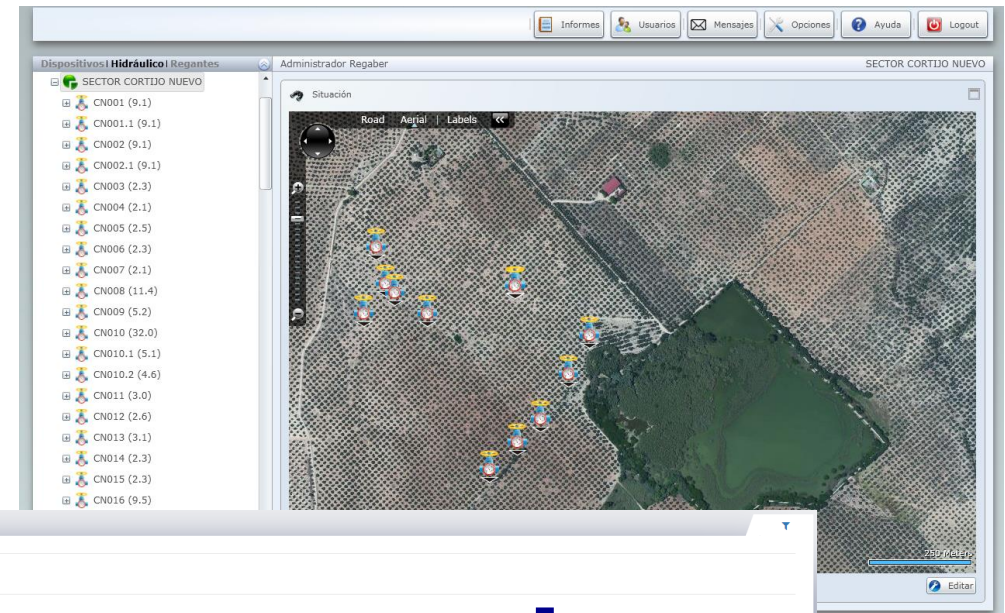 Informes Usuarios Mensajes Opciones Ayuda Logout
Dispositivos | Hidráulico | Regantes
Administrador Regaber
SECTOR CORTIJO NUEVO
SECTOR CORTIJO NUEVO
CN001 (9.1)
CN001.1 (9.1)
CN002 (9.1)
CN002.1 (9.1)
CN003 (2.3)
CN004 (2.1)
CN005 (2.5)
CN006 (2.3)
CN007 (2.1)
CN008 (11.4)
CN009 (5.2)
CN010 (32.0)
CN010.1 (5.1)
CN010.2 (4.6)
CN011 (3.0)
CN012 (2.6)
CN013 (3.1)
CN014 (2.3)
CN015 (2.3)
CN016 (9.5)
Situación
Road Aerial | Labels
250 Meters
Editar